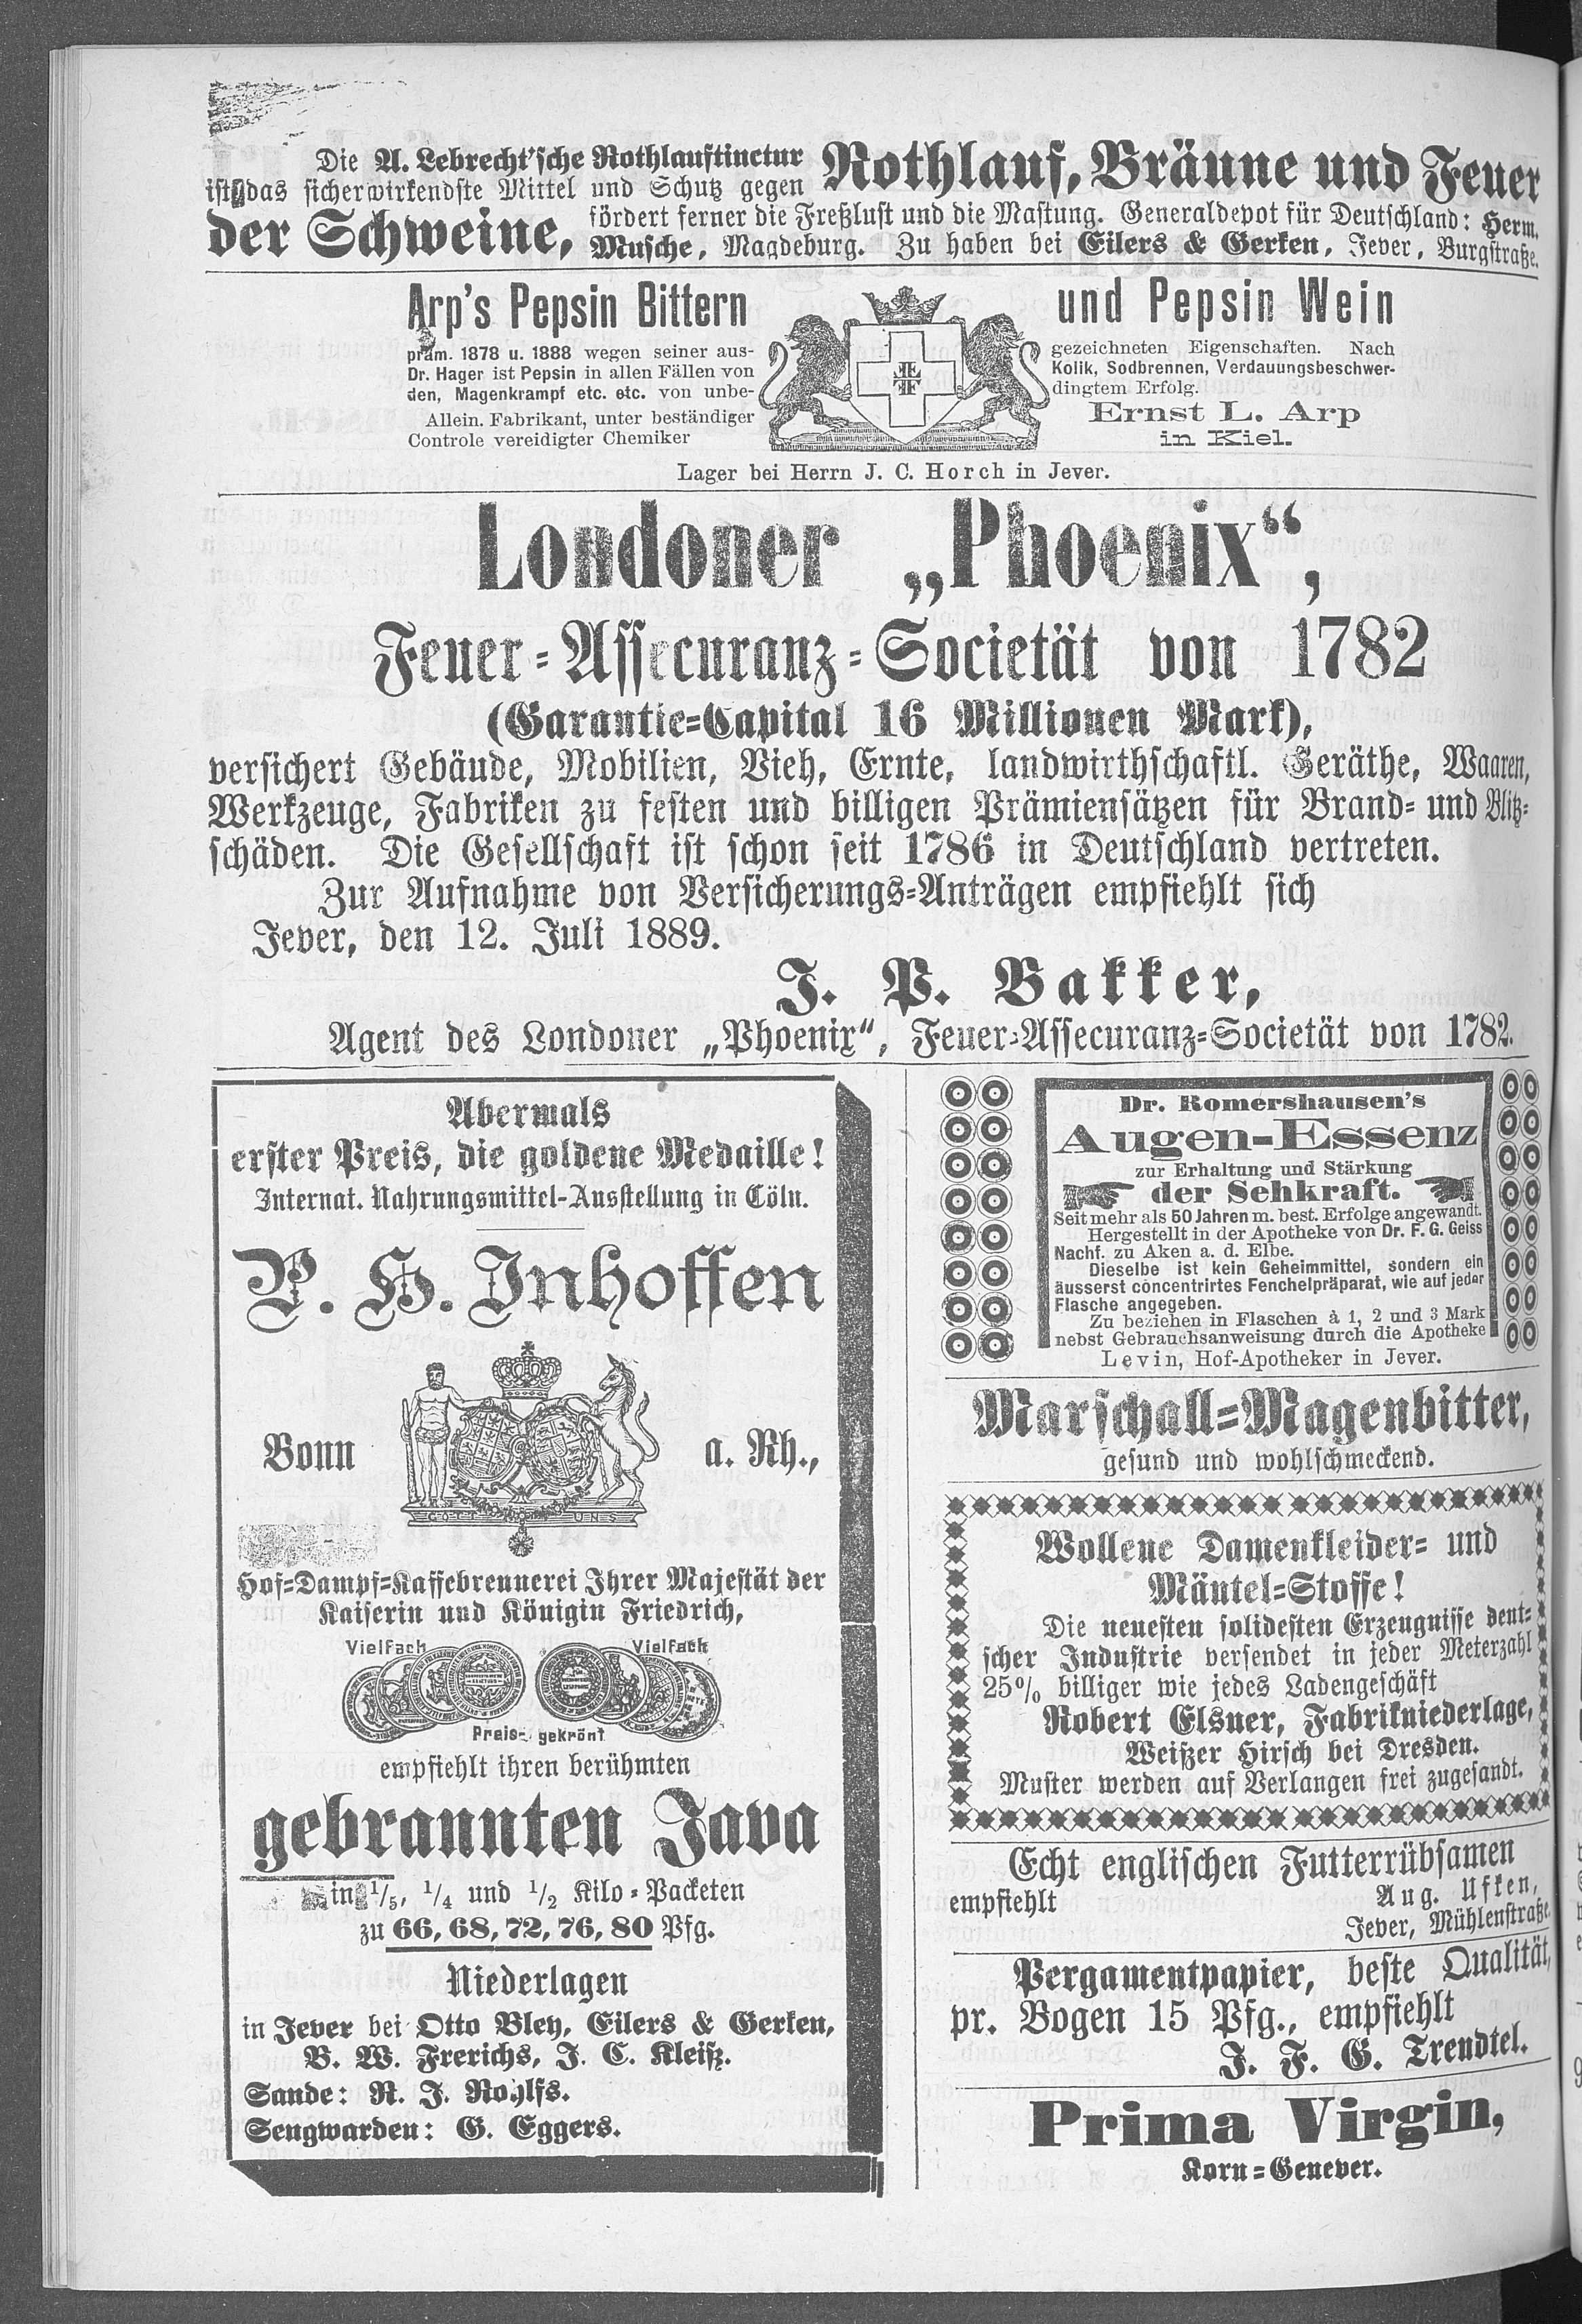 Die A. Lebrecht'sche Rothlauftinctur
ist das sicherwirkendste Mittel und Schutz gegen Rothlauf, Bräune und Feuer
der Schweine, fördert ferner die Freßlust und die Mastung. Generaldepot für Deutschland: Herm.
Musche, Magdeburg. Zu haben bei Eilers & Gerken, Jever, Burgstraße.
Arp's Pepsin Bittern und Pepsin Wein
präm. 1878 u. 1888 wegen seiner aus- gezeichneten Eigenschaften. Nach
Dr. Hager ist Pepsin in allen Fällen von Kolik, Sodbrennen, Verdauungsbeschwer-
den, Magenkrampf etc. etc. von unbe- dingtem Erfolg.
Allein. Fabrikant, unter beständiger Ernst L. Arp
Controle vereidigter Chemiker in Kiel.
Lager bei Herrn J. C. Horch in Jever.
Londoner „Phoenix“,
Feuer-Assecuranz-Societät von 1782
(Garantie-Capital 16 Millionen Mark),
versichert Gebäude, Mobilien, Vieh, Ernte, landwirthschaftl. Geräthe, Waaren,
Werkzeuge, Fabriken zu festen und billigen Prämiensätzen für Brand- und Blitz-
schäden. Die Gesellschaft ist schon seit 1786 in Deutschland vertreten.
Zur Aufnahme von Versicherungs-Anträgen empfiehlt sich
Jever, den 12. Juli 1889.
J. P. Bakker,
Agent des Londoner „Phoenix“, Feuer-Assecuranz-Societät von 1782.
Abermals
erster Preis, die goldene Medaille!
Internat. Nahrungsmittel-Ausstellung in Cöln.
P. H. Inhoffen
Bonn a. Rh.,
GOTT UNS
Hof-Dampf-Kaffebrennerei Ihrer Majestät der
Kaiserin und Königin Friedrich,
Vielfach Vielfach
Preis- gekrönt
empfiehlt ihren berühmten
gebrannten Java
in 1/5, 1/4 und 1/2 Kilo-Packeten
zu 66, 68, 72, 76, 80 Pfg.
Niederlagen
in Jever bei Otto Bley, Eilers & Gerken,
B. W. Frerichs, J. C. Kleiß.
Sande: R. J. Rohlfs.
Sengwarden: G. Eggers.
Dr. Romershausen's
Augen-Essenz
zur Erhaltung und Stärkung
der Sehkraft.
Seit mehr als 50 Jahren m. best. Erfolge angewandt.
Hergestellt in der Apotheke von Dr. F. G. Geiss
Nachf. zu Aken a. d. Elbe.
Dieselbe ist kein Geheimmittel, sondern ein
äusserst concentrirtes Fenchelpräparat, wie auf jeder
Flasche angegeben.
Zu beziehen in Flaschen à 1, 2 und 3 Mark
nebst Gebrauchsanweisung durch die Apotheke
Levin, Hof-Apotheker in Jever.
Marschall-Magenbitter,
gesund und wohlschmeckend.
Wollene Damenkleider- und
Mäntel-Stoffe!
Die neuesten solidesten Erzeugnisse deut-
scher Industrie versendet in jeder Meterzahl
25% billiger wie jedes Ladengeschäft
Robert Elsner, Fabrikniederlage,
Weißer Hirsch bei Dresden.
Muster werden auf Verlangen frei zugesandt.
Echt englischen Futterrübsamen
empfiehlt Aug. Ufken,
Jever, Mühlenstraße.
Pergamentpapier, beste Qualität,
pr. Bogen 15 Pfg., empfiehlt
J. F. G. Trendtel.
Prima Virgin,
Korn-Genever.